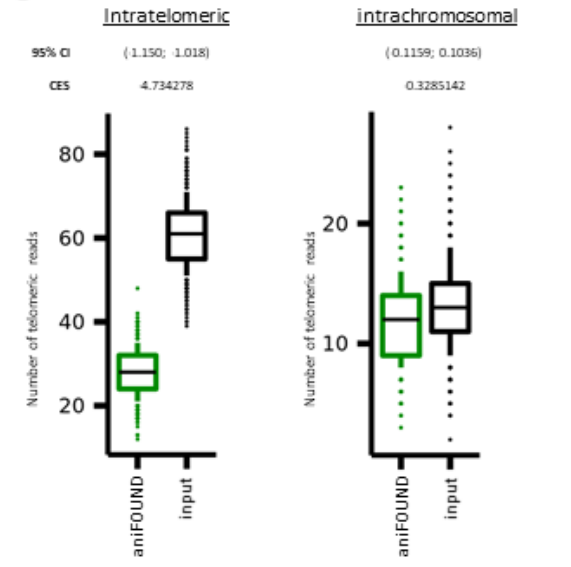 Intratelomeric
intrachromosomal
95% CI
(-1.150; -1.018)
(-0.1159; 0.1036)
CES
-4.734278
-0.3285142
Number of telomeric reads
80
60
40
20
aniFOUND
input
Number of telomeric reads
20
10
aniFOUND
input